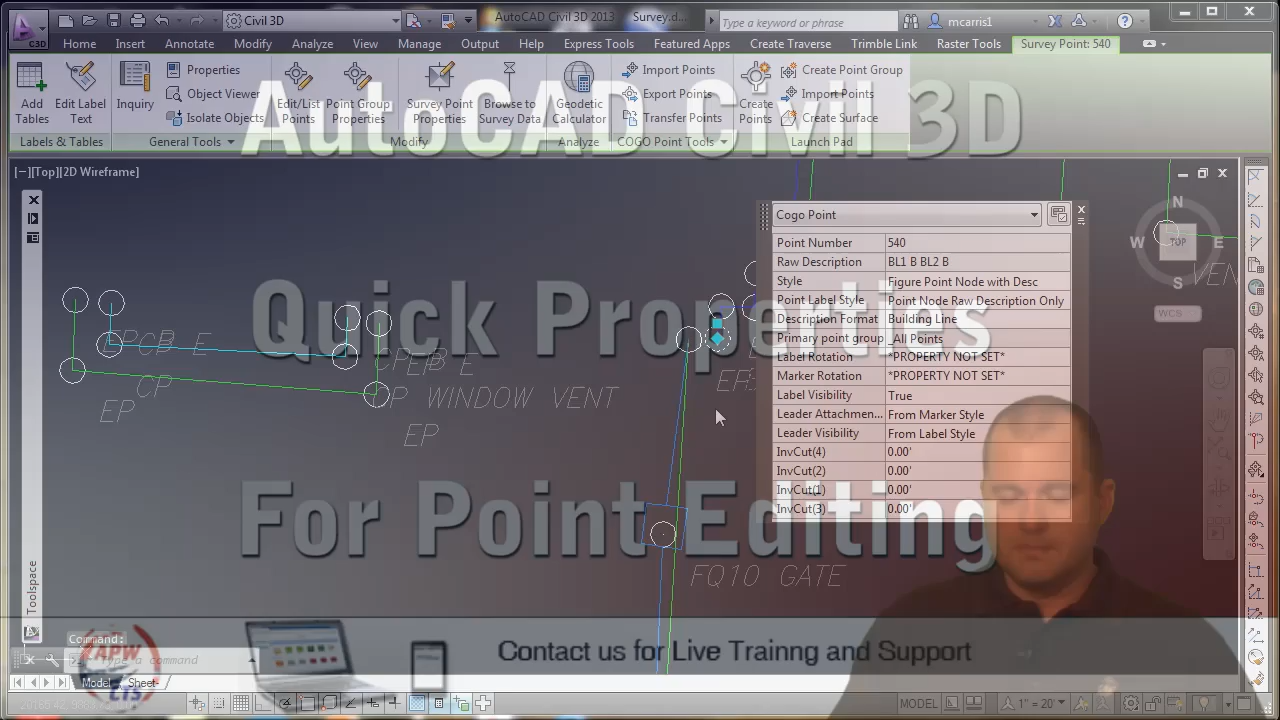 Civil 3D
AutoCAD Civil 3D 2013
Survey.d...
Type a keyword or phrase
mcarris1
C3D
Home
Insert
Annotate
Modify
Analyze
View
Manage
Output
Help
Express Tools
Featured Apps
Create Traverse
Trimble Link
Raster Tools
Survey Point: 540
Add Tables
Edit Label Text
Inquiry
Properties
Object Viewer
Isolate Objects
Edit/List Points
Point Group Properties
Survey Point Properties
Browse to Survey Data
Geodetic Calculator
Import Points
Export Points
Transfer Points
Create Points
Create Point Group
Import Points
Create Surface
Labels & Tables
General Tools
Modify
Analyze
COGO Point Tools
Launch Pad
AutoCAD Civil 3D
[−][Top][2D Wireframe]
N
W
TOP
E
S
WCS
Cogo Point
Point Number 540
Raw Description BL1 B BL2 B
Style Figure Point Node with Desc
Point Label Style Point Node Raw Description Only
Description Format Building Line
Primary point group _All Points
Label Rotation *PROPERTY NOT SET*
Marker Rotation *PROPERTY NOT SET*
Label Visibility True
Leader Attachmen... From Marker Style
Leader Visibility From Label Style
InvCut(4) 0.00'
InvCut(2) 0.00'
InvCut(1) 0.00'
InvCut(3) 0.00'
Quick Properties
For Point Editing
CP
EP
WINDOW VENT
EP
FQ10 GATE
Toolspace
Command:
Type a command
APW
CTS
Contact us for Live Trainng and Support
Model
Sheet-
MODEL
1" = 20'